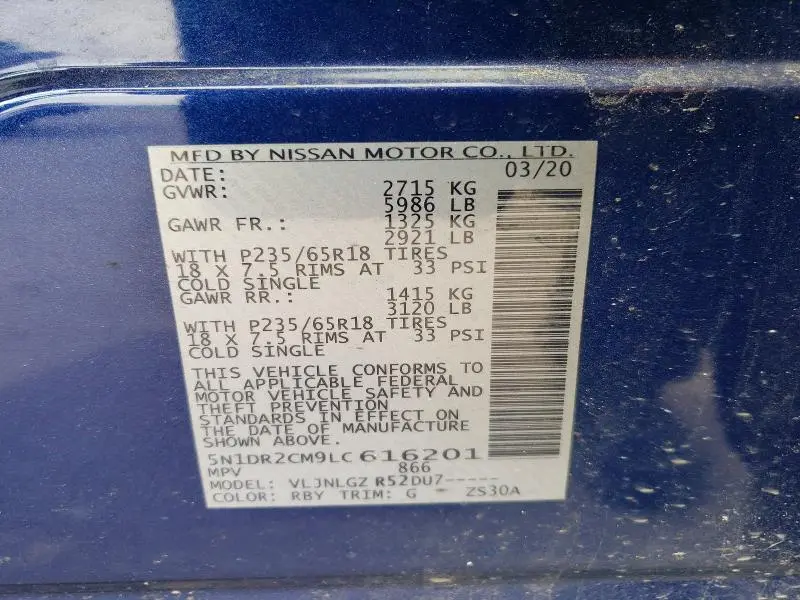 MFD BY NISSAN MOTOR CO., LTD.
DATE: 03/20
GVWR: 2715 KG
5986 LB
GAWR FR.: 1325 KG
2921 LB
WITH P235/65R18 TIRES
18 X 7.5 RIMS AT 33 PSI
COLD SINGLE
GAWR RR.: 1415 KG
3120 LB
WITH P235/65R18 TIRES
18 X 7.5 RIMS AT 33 PSI
COLD SINGLE
THIS VEHICLE CONFORMS TO
ALL APPLICABLE FEDERAL
MOTOR VEHICLE SAFETY AND
THEFT PREVENTION
STANDARDS IN EFFECT ON
THE DATE OF MANUFACTURE
SHOWN ABOVE.
5N1DR2CM9LC 616201
MPV 866
MODEL: VLJNLGZ R52DU7-----
COLOR: RBY TRIM: G ZS30A